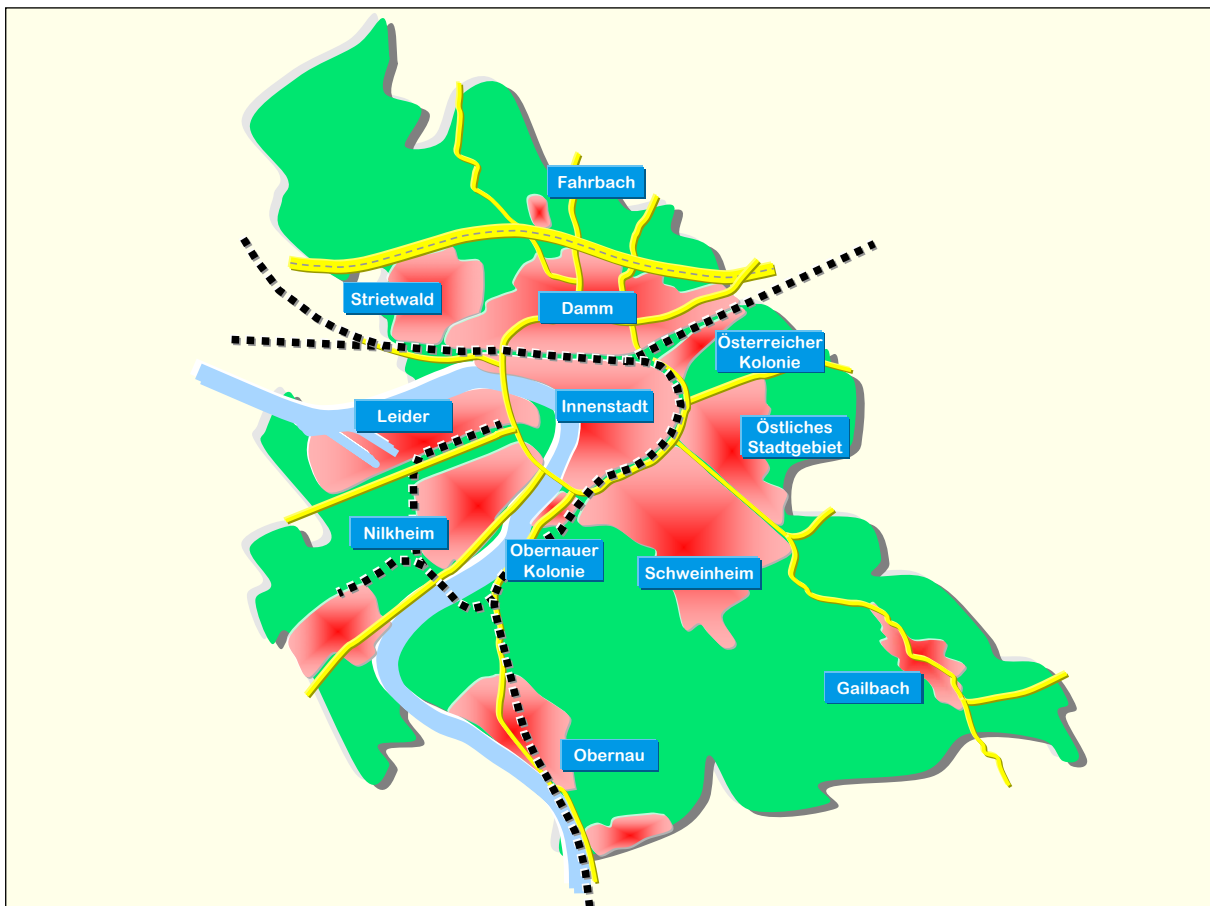 Fahrbach
Strietwald
Damm
Österreicher
Kolonie
Leider
Innenstadt
Östliches
Stadtgebiet
Nilkheim
Obernauer
Kolonie
Schweinheim
Gailbach
Obernau